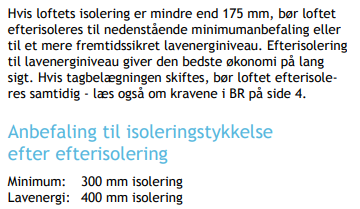 Hvis loftets isolering er mindre end 175 mm, bør loftet
efterisoleres til nedenstående minimumanbefaling eller
til et mere fremtidssikret lavenerginiveau. Efterisolering
til lavenerginiveau giver den bedste økonomi på lang
sigt. Hvis tagbelægningen skiftes, bør loftet efterisole-
res samtidig - læs også om kravene i BR på side 4.
Anbefaling til isoleringstykkelse
efter efterisolering
Minimum: 300 mm isolering
Lavenergi: 400 mm isolering